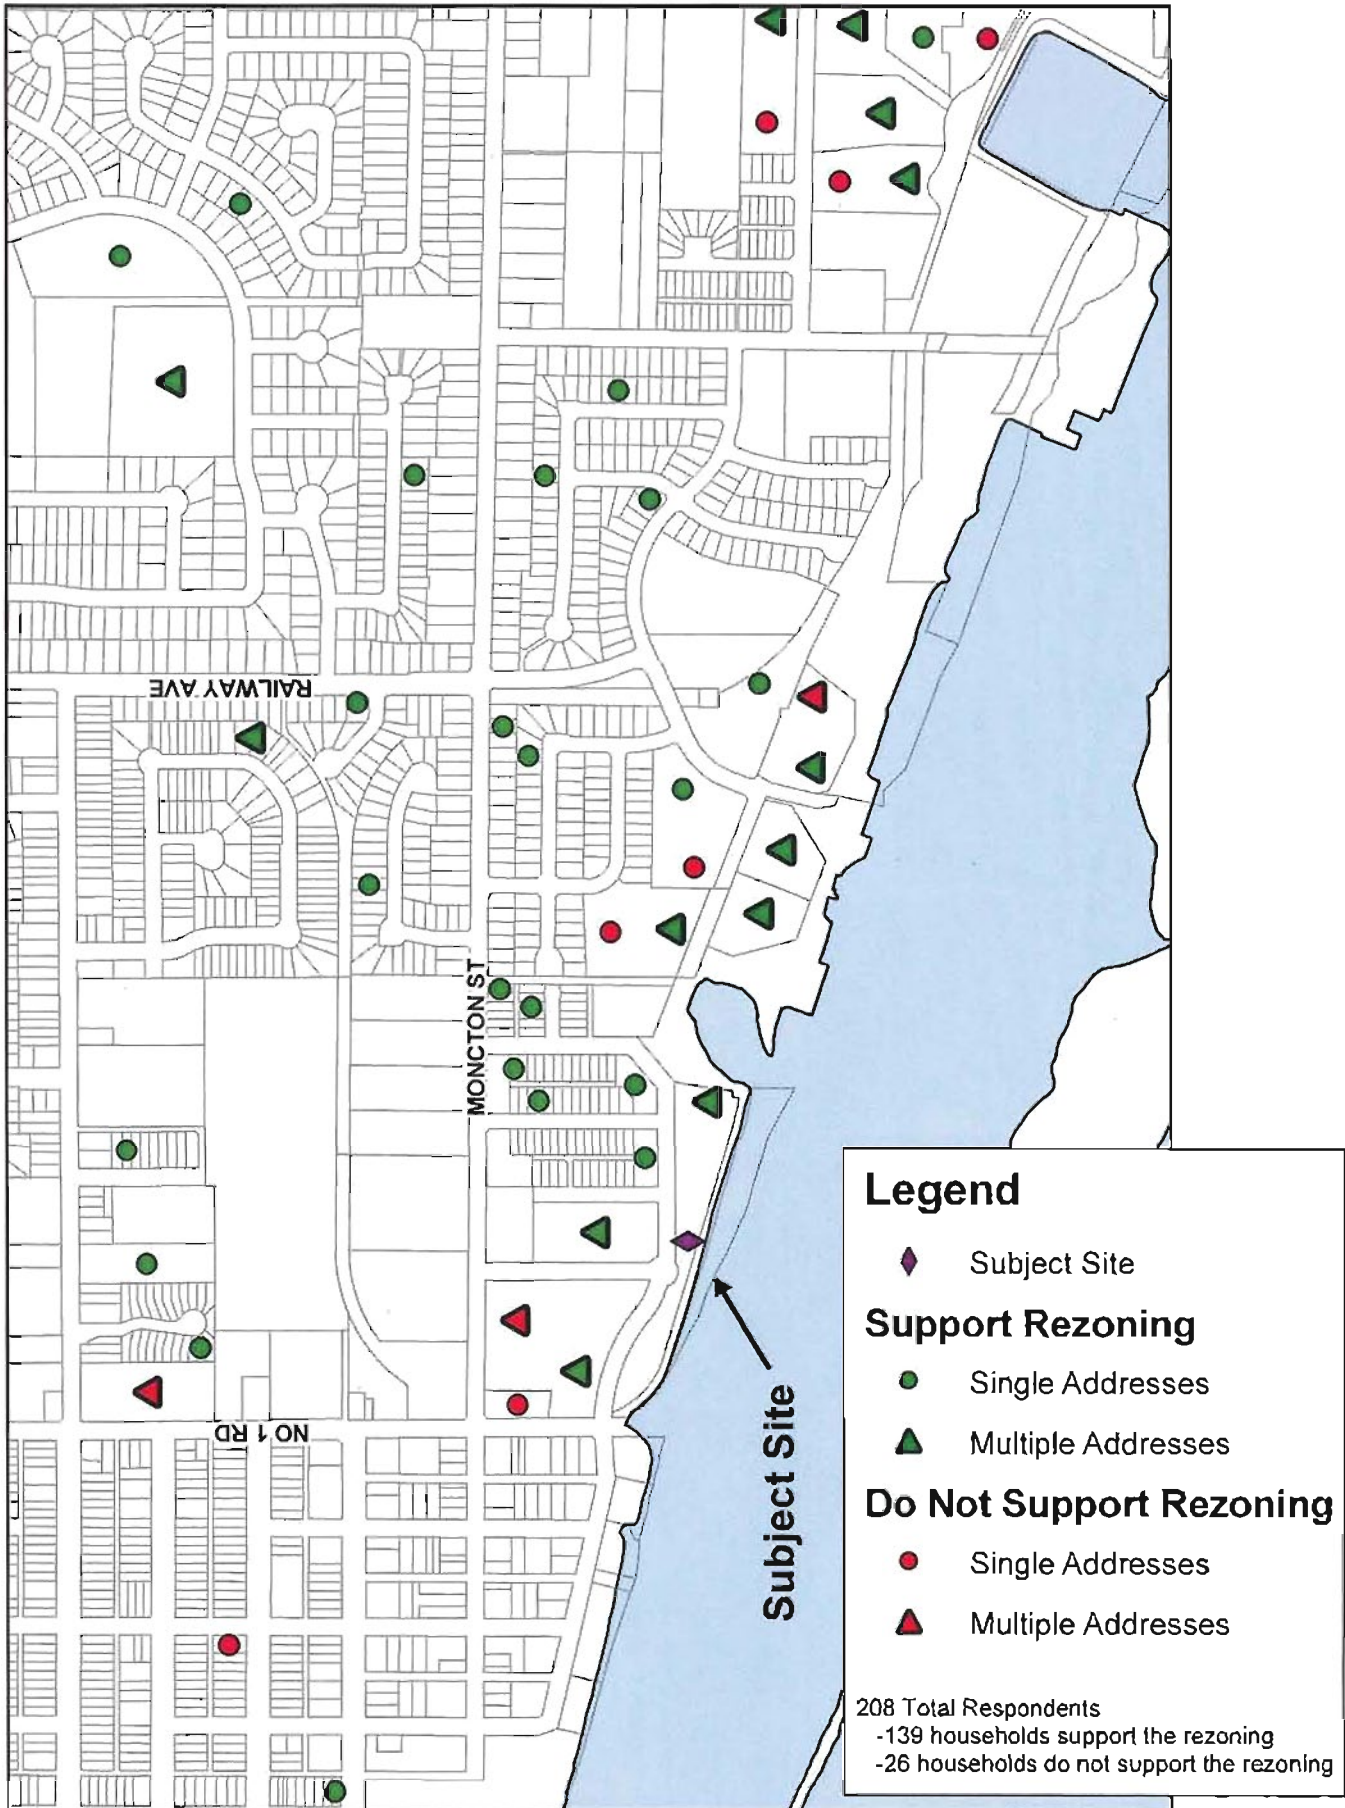 RAILWAY AVE
MONCTON ST
NO 1 RD
Subject Site
Legend
Subject Site
Support Rezoning
Single Addresses
Multiple Addresses
Do Not Support Rezoning
Single Addresses
Multiple Addresses
208 Total Respondents
-139 households support the rezoning
-26 households do not support the rezoning